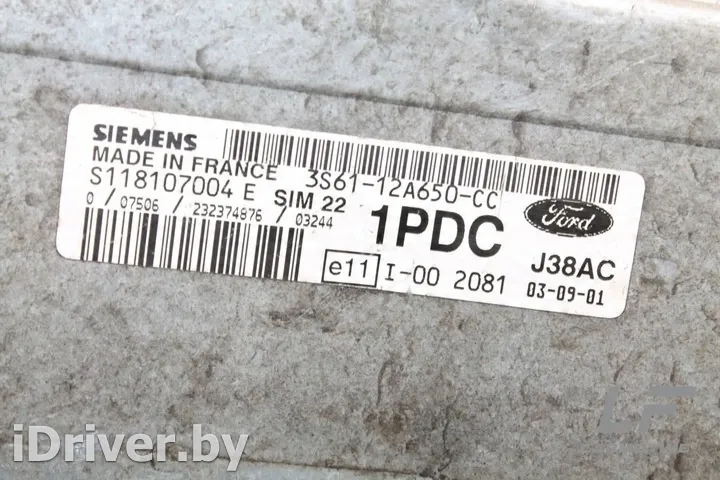 SIEMENS
MADE IN FRANCE 3S61-12A650-CC
S118107004 E SIM 22
0 / 07506 / 232374876 / 03244
1PDC
Ford
J38AC
e11 I-00 2081 03-09-01
LF
iDriver.by